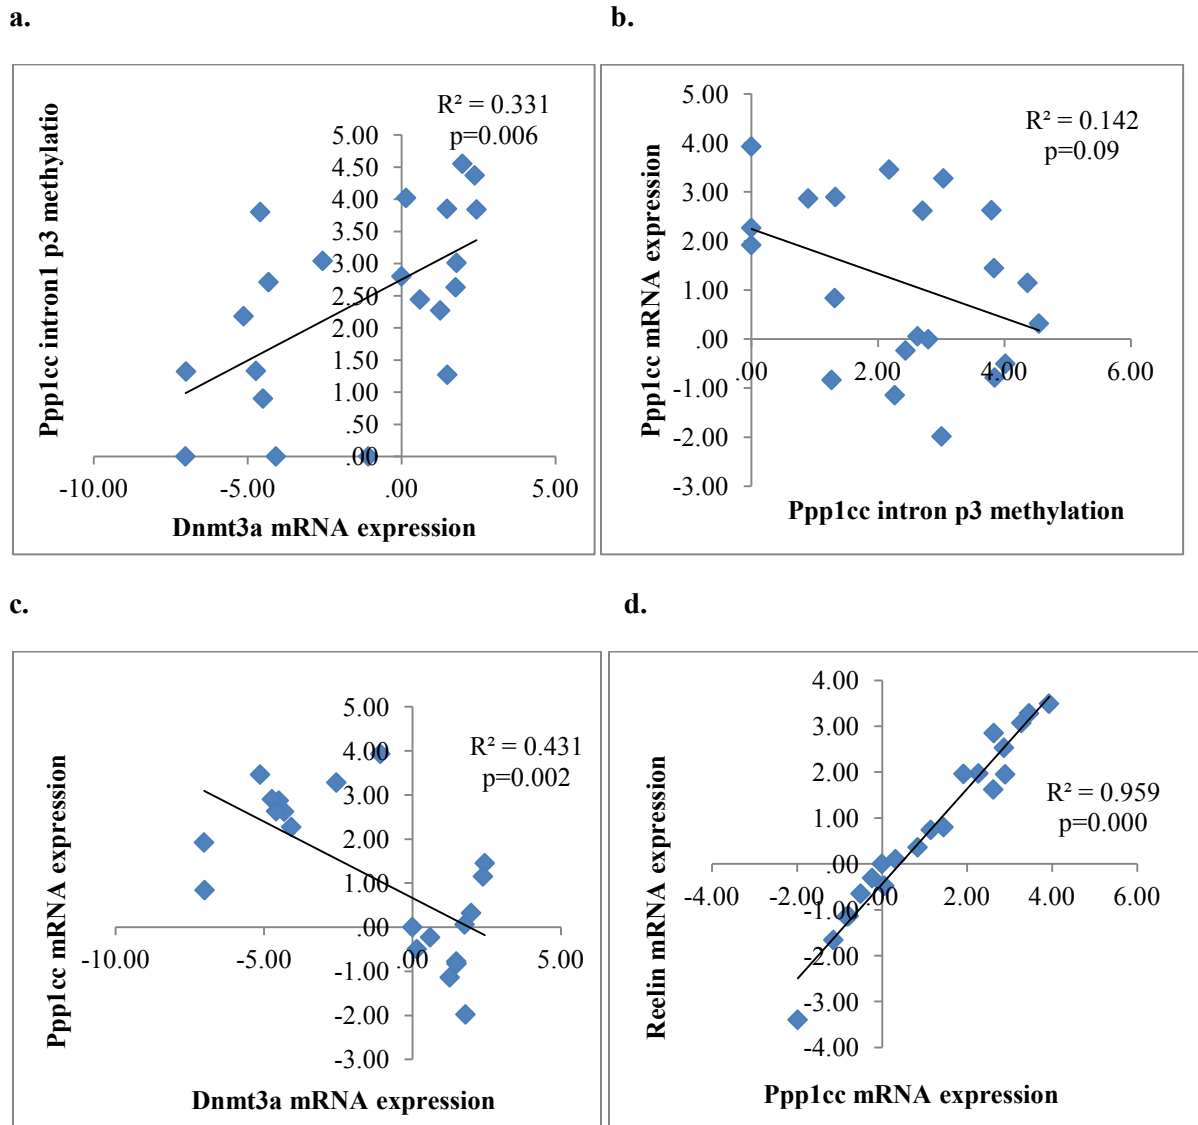 a.
b.
R² = 0.331
p=0.006
Ppp1cc intron1 p3 methylatio
5.00
4.50
4.00
3.50
3.00
2.50
2.00
1.50
1.00
.50
.00
-10.00
-5.00
.00
5.00
Dnmt3a mRNA expression
R² = 0.142
p=0.09
Ppp1cc mRNA expression
5.00
4.00
3.00
2.00
1.00
.00
-1.00
-2.00
-3.00
.00
2.00
4.00
6.00
Ppp1cc intron p3 methylation
c.
d.
R² = 0.431
p=0.002
Ppp1cc mRNA expression
5.00
4.00
3.00
2.00
1.00
.00
-1.00
-2.00
-3.00
-10.00
-5.00
.00
5.00
Dnmt3a mRNA expression
R² = 0.959
p=0.000
Reelin mRNA expression
4.00
3.00
2.00
1.00
.00
-1.00
-2.00
-3.00
-4.00
-4.00
-2.00
.00
2.00
4.00
6.00
Ppp1cc mRNA expression